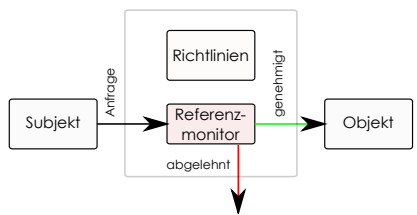 Richtlinien
Anfrage
genehmigt
Subjekt
Referenz-
monitor
Objekt
abgelehnt